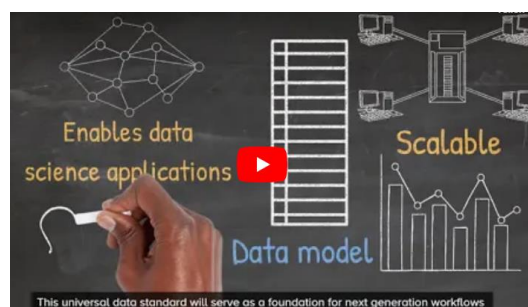 Enables data
science applications
Scalable
Data model
This universal data standard will serve as a foundation for next generation workflows